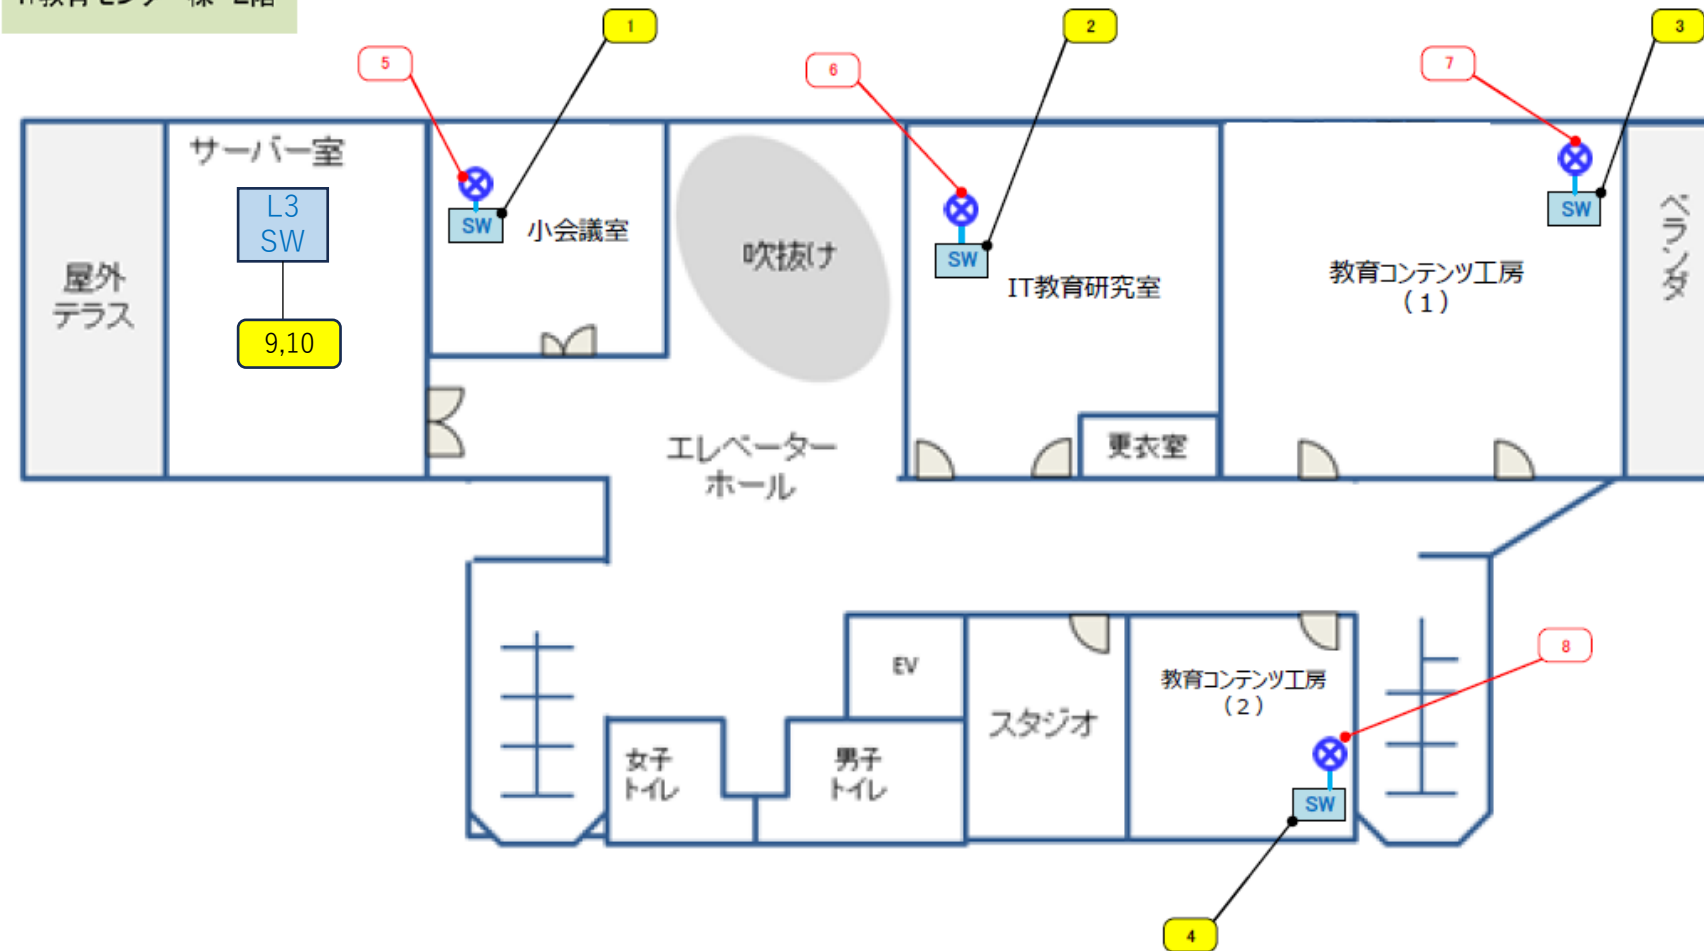 1
2
3
5
6
7
サーバー室
L3
SW
9,10
屋外
テラス
SW
小会議室
吹抜け
SW
IT教育研究室
SW
教育コンテンツ工房
（1）
ベランダ
更衣室
エレベーター
ホール
EV
スタジオ
教育コンテンツ工房
（2）
8
女子
トイレ
男子
トイレ
SW
4